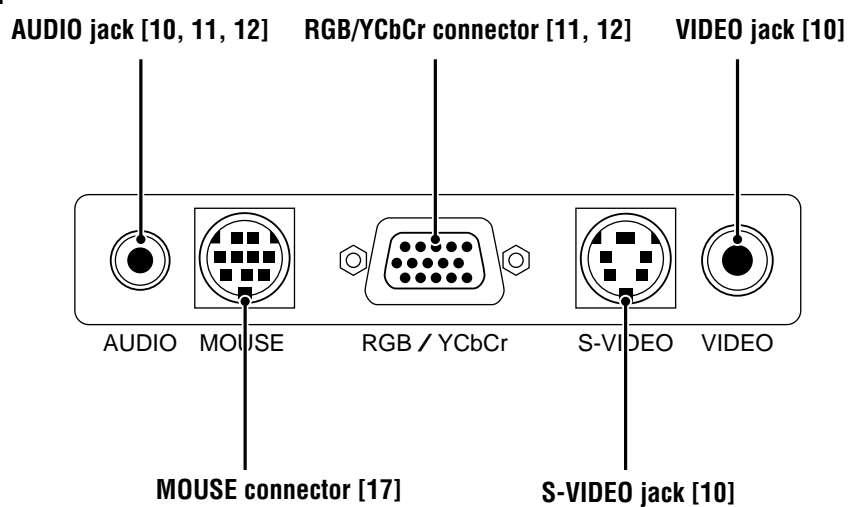 AUDIO jack [10, 11, 12] RGB/YCbCr connector [11, 12] VIDEO jack [10]
AUDIO MOUSE RGB / YCbCr S-VIDEO VIDEO
MOUSE connector [17] S-VIDEO jack [10]